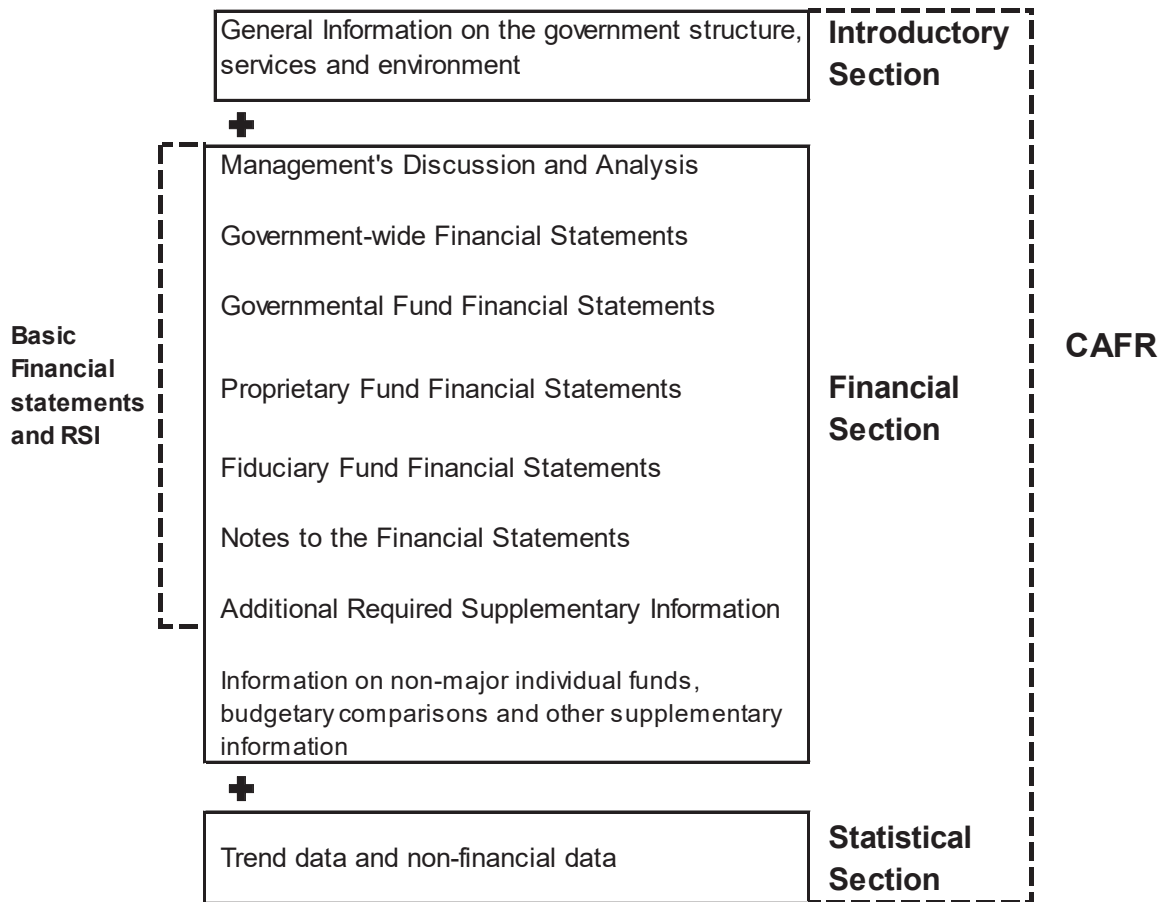 General Information on the government structure,
services and environment
Introductory
Section
Management's Discussion and Analysis
Government-wide Financial Statements
Governmental Fund Financial Statements
Basic
Financial
statements
and RSI
CAFR
Proprietary Fund Financial Statements
Financial
Section
Fiduciary Fund Financial Statements
Notes to the Financial Statements
Additional Required Supplementary Information
Information on non-major individual funds,
budgetary comparisons and other supplementary
information
Trend data and non-financial data
Statistical
Section